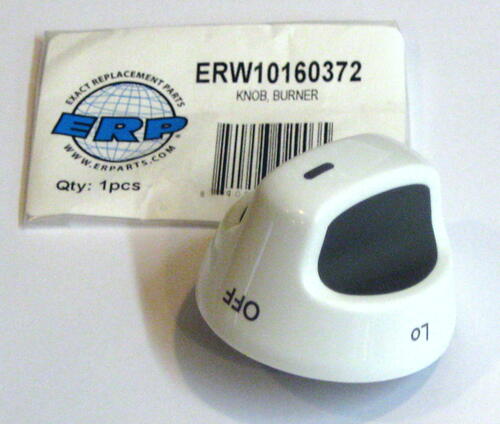 EXACT REPLACEMENT PARTS
ERP®
WWW.ERPARTS.COM
Qty: 1pcs
ERW10160372
KNOB, BURNER
OFF
LO